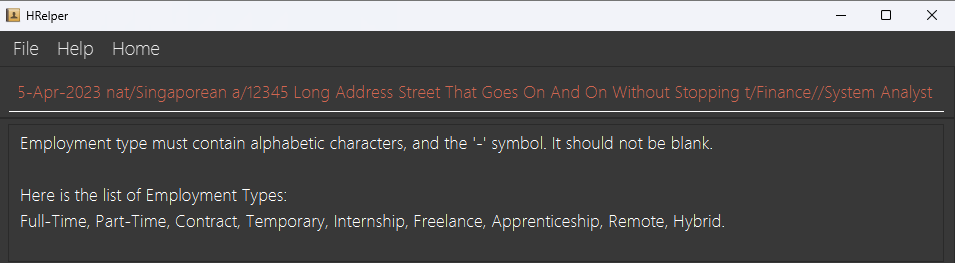 HRelper
File Help Home
5-Apr-2023 nat/Singaporean a/12345 Long Address Street That Goes On And On Without Stopping t/Finance//System Analyst
Employment type must contain alphabetic characters, and the '-' symbol. It should not be blank.
Here is the list of Employment Types:
Full-Time, Part-Time, Contract, Temporary, Internship, Freelance, Apprenticeship, Remote, Hybrid.